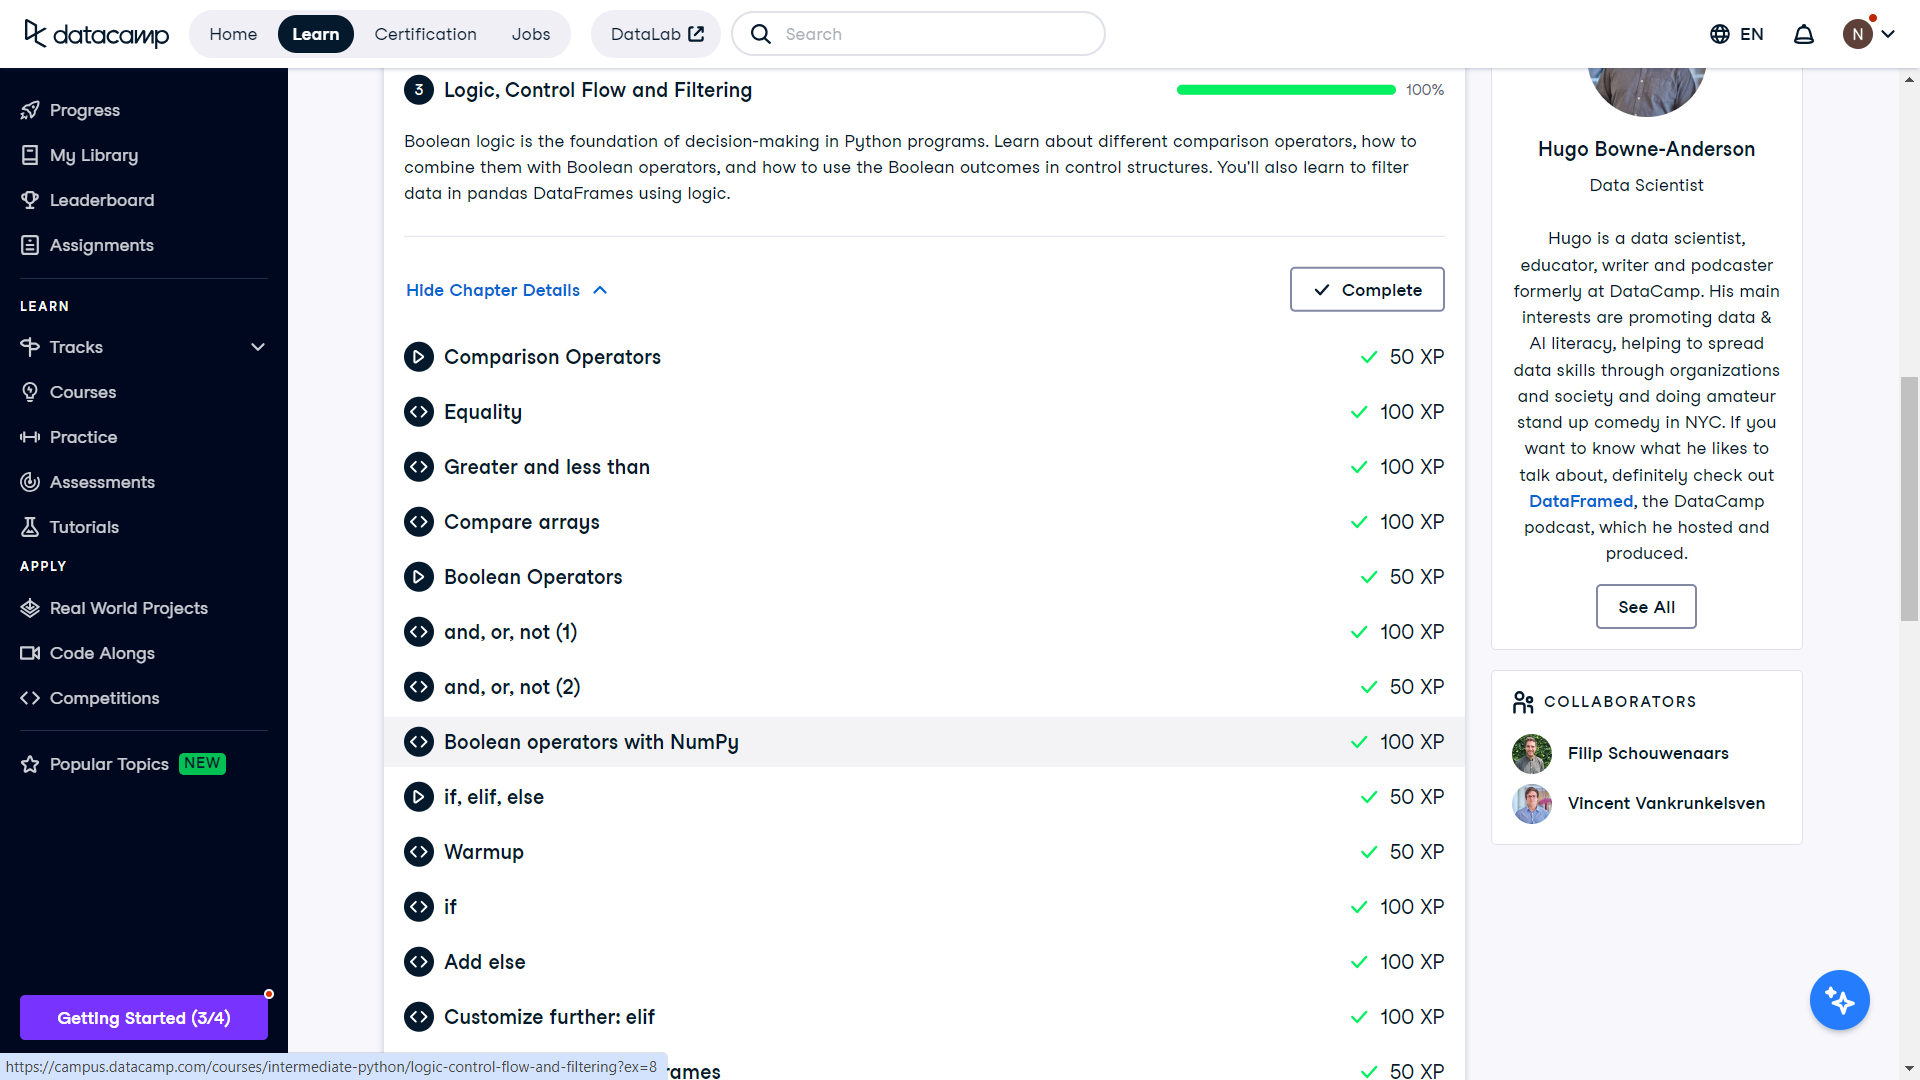 datacamp
Home
Learn
Certification
Jobs
DataLab
Search
EN
N
Progress
My Library
Leaderboard
Assignments
LEARN
Tracks
Courses
Practice
Assessments
Tutorials
APPLY
Real World Projects
Code Alongs
Competitions
Popular Topics NEW
Getting Started (3/4)
3 Logic, Control Flow and Filtering 100%
Boolean logic is the foundation of decision-making in Python programs. Learn about different comparison operators, how to
combine them with Boolean operators, and how to use the Boolean outcomes in control structures. You'll also learn to filter
data in pandas DataFrames using logic.
Hide Chapter Details
Complete
Comparison Operators 50 XP
Equality 100 XP
Greater and less than 100 XP
Compare arrays 100 XP
Boolean Operators 50 XP
and, or, not (1) 100 XP
and, or, not (2) 50 XP
Boolean operators with NumPy 100 XP
if, elif, else 50 XP
Warmup 50 XP
if 100 XP
Add else 100 XP
Customize further: elif 100 XP
rames 50 XP
Hugo Bowne-Anderson
Data Scientist
Hugo is a data scientist,
educator, writer and podcaster
formerly at DataCamp. His main
interests are promoting data &
AI literacy, helping to spread
data skills through organizations
and society and doing amateur
stand up comedy in NYC. If you
want to know what he likes to
talk about, definitely check out
DataFramed, the DataCamp
podcast, which he hosted and
produced.
See All
COLLABORATORS
Filip Schouwenaars
Vincent Vankrunkelsven
https://campus.datacamp.com/courses/intermediate-python/logic-control-flow-and-filtering?ex=8